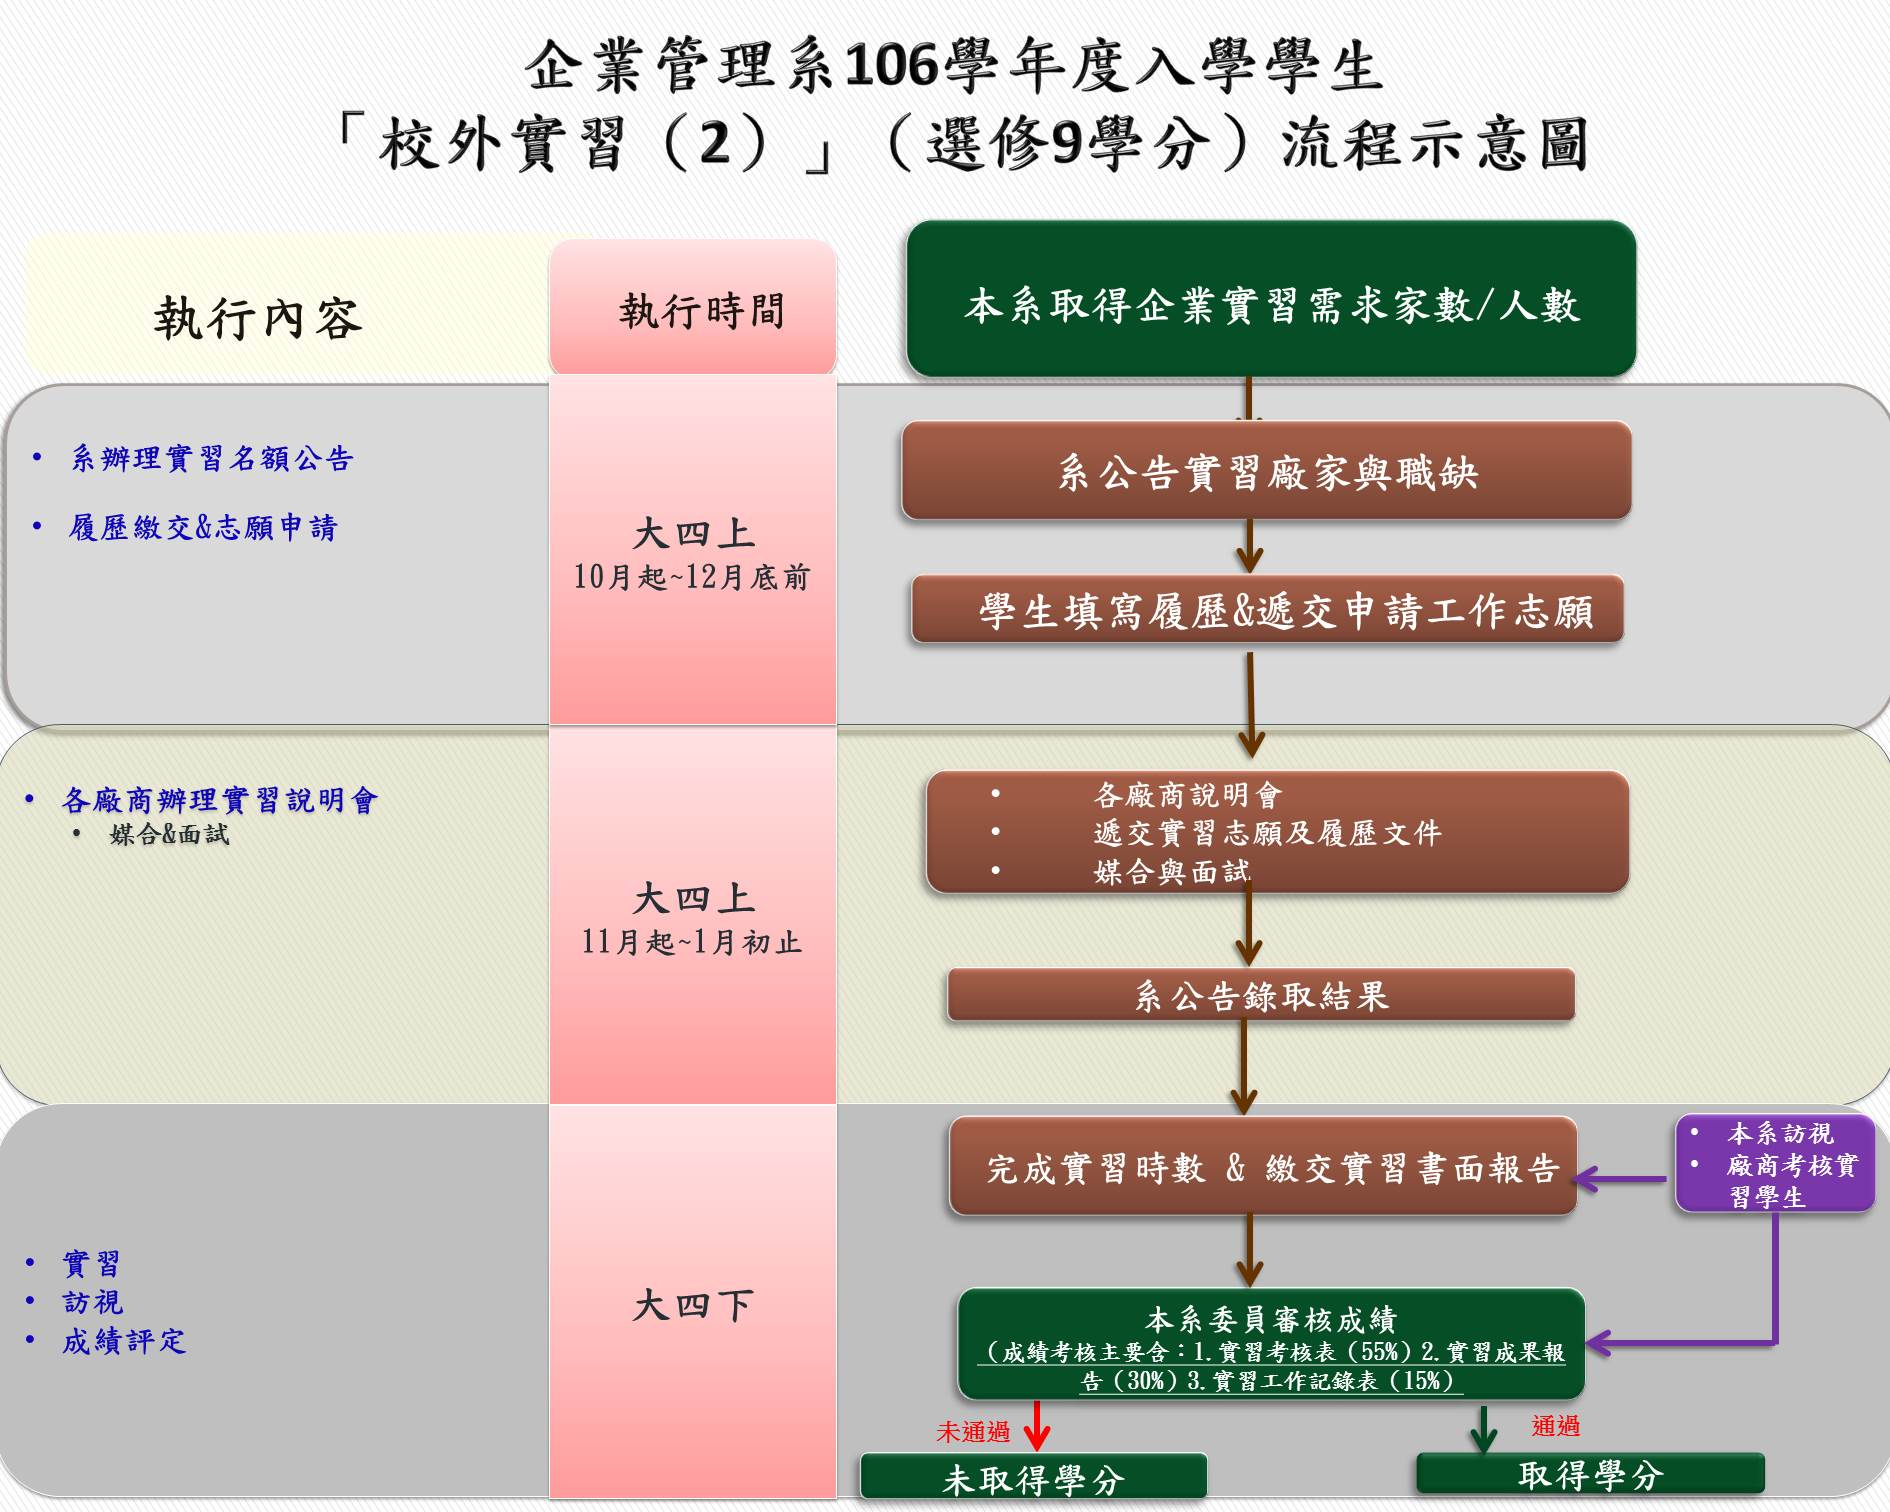 企業管理系106學年度入學學生
「校外實習（2）」（選修9學分）流程示意圖
執行內容
執行時間
本系取得企業實習需求家數/人數
• 系辦理實習名額公告
• 履歷繳交&志願申請
大四上
10月起~12月底前
系公告實習廠家與職缺
學生填寫履歷&遞交申請工作志願
• 各廠商辦理實習說明會
• 媒合&面試
大四上
11月起~1月初止
• 各廠商說明會
• 遞交實習志願及履歷文件
• 媒合與面試
系公告錄取結果
• 實習
• 訪視
• 成績評定
大四下
完成實習時數 & 繳交實習書面報告
• 本系訪視
• 廠商考核實
習學生
本系委員審核成績
（成績考核主要含：1.實習考核表（55%）2.實習成果報
告（30%）3.實習工作記錄表（15%）
未通過
通過
未取得學分
取得學分